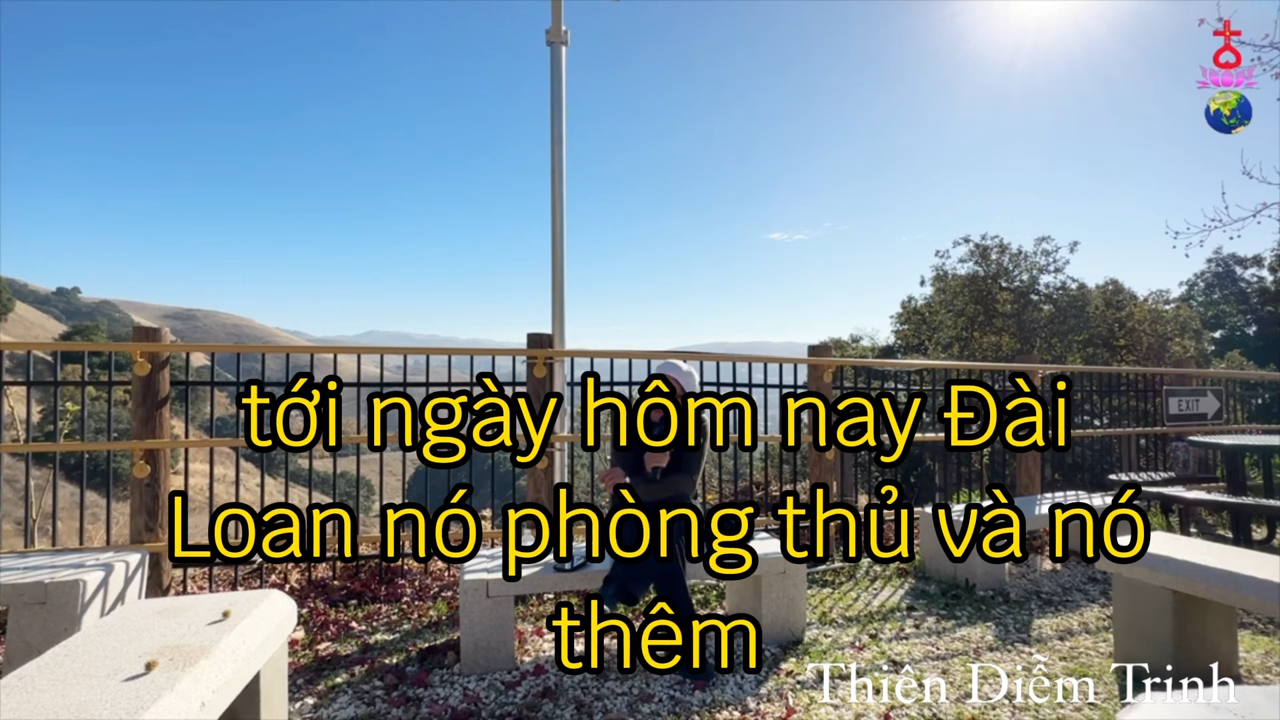 EXIT
tới ngày hôm nay Đài
Loan nó phòng thủ và nó
thêm
Thiên Diễm Trinh